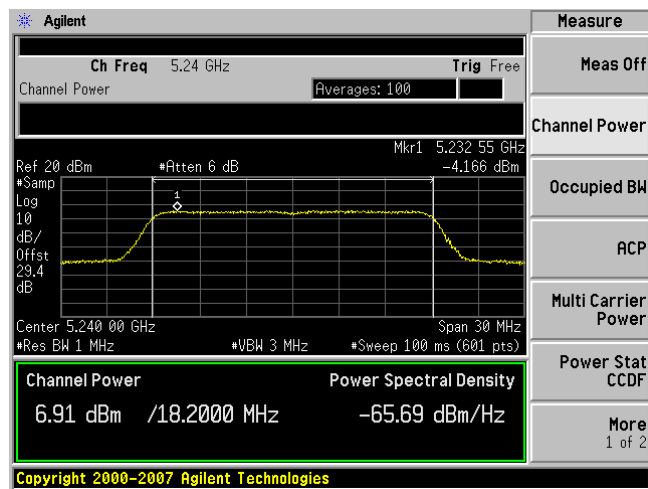 Agilent
Measure
Ch Freq 5.24 GHz Trig Free
Channel Power Averages: 100
Mkr1 5.232 55 GHz
Ref 20 dBm #Atten 6 dB -4.166 dBm
#Samp
Log
10
dB/
Offst
29.4
dB
1
Center 5.240 00 GHz Span 30 MHz
#Res BW 1 MHz #VBW 3 MHz #Sweep 100 ms (601 pts)
Channel Power Power Spectral Density
6.91 dBm /18.2000 MHz -65.69 dBm/Hz
Meas Off
Channel Power
Occupied BW
ACP
Multi Carrier
Power
Power Stat
CCDF
More
1 of 2
Copyright 2000-2007 Agilent Technologies